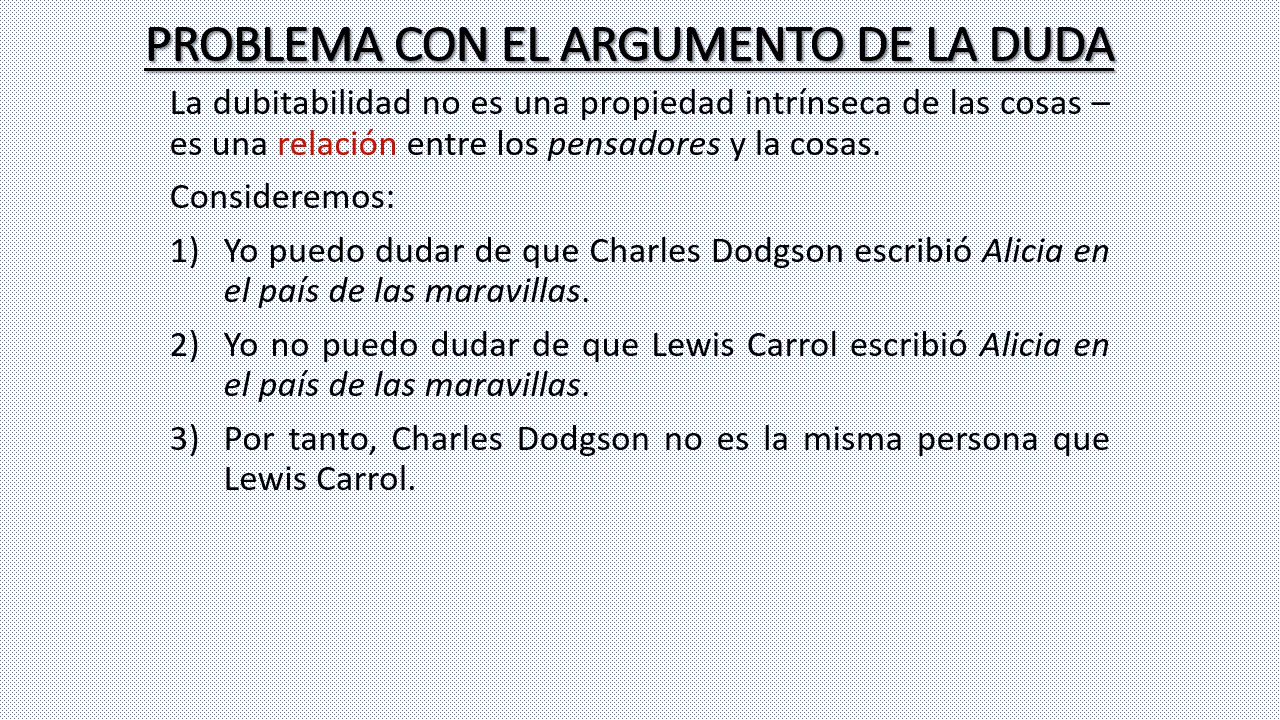 PROBLEMA CON EL ARGUMENTO DE LA DUDA
La dubitabilidad no es una propiedad intrínseca de las cosas –
es una relación entre los pensadores y la cosas.
Consideremos:
1) Yo puedo dudar de que Charles Dodgson escribió Alicia en
el país de las maravillas.
2) Yo no puedo dudar de que Lewis Carrol escribió Alicia en
el país de las maravillas.
3) Por tanto, Charles Dodgson no es la misma persona que
Lewis Carrol.